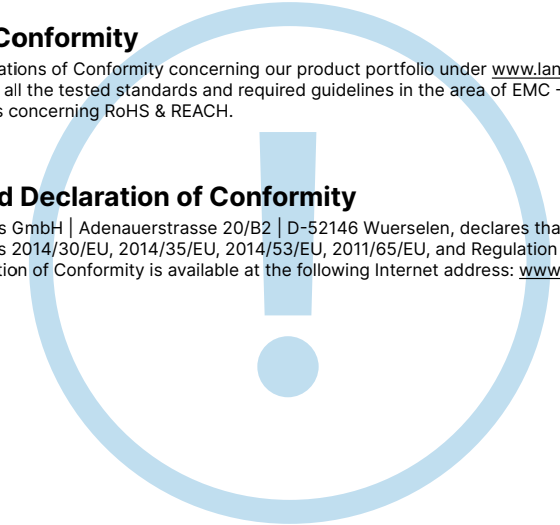 Conformity
ations of Conformity concerning our product portfolio under www.lan
all the tested standards and required guidelines in the area of EMC -
s concerning RoHS & REACH.
d Declaration of Conformity
s GmbH | Adenauerstrasse 20/B2 | D-52146 Wuerselen, declares tha
s 2014/30/EU, 2014/35/EU, 2014/53/EU, 2011/65/EU, and Regulation
tion of Conformity is available at the following Internet address: www